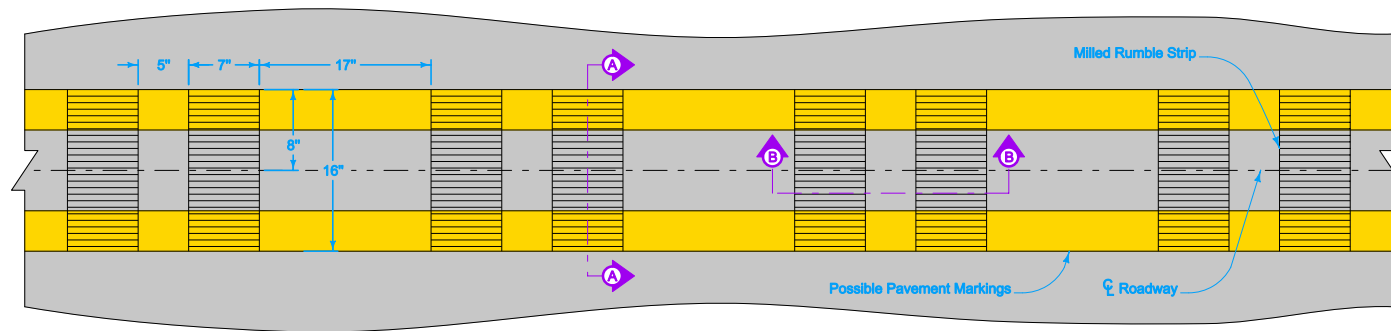 Milled Rumble Strip
5" 7" 17"
A
8"
B B
16"
A
Possible Pavement Markings
℄ Roadway